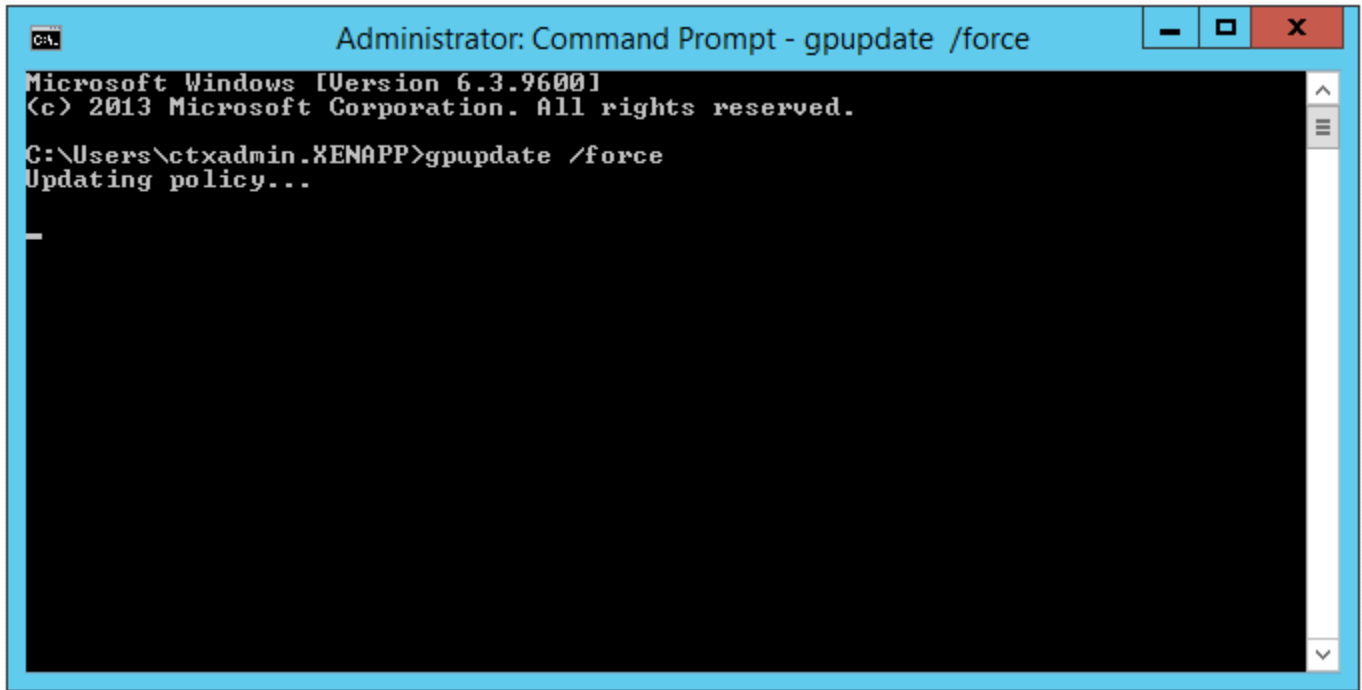 Administrator: Command Prompt - gpupdate  /force
Microsoft Windows [Version 6.3.9600]
(c) 2013 Microsoft Corporation. All rights reserved.
C:\Users\ctxadmin.XENAPP>gpupdate /force
Updating policy...